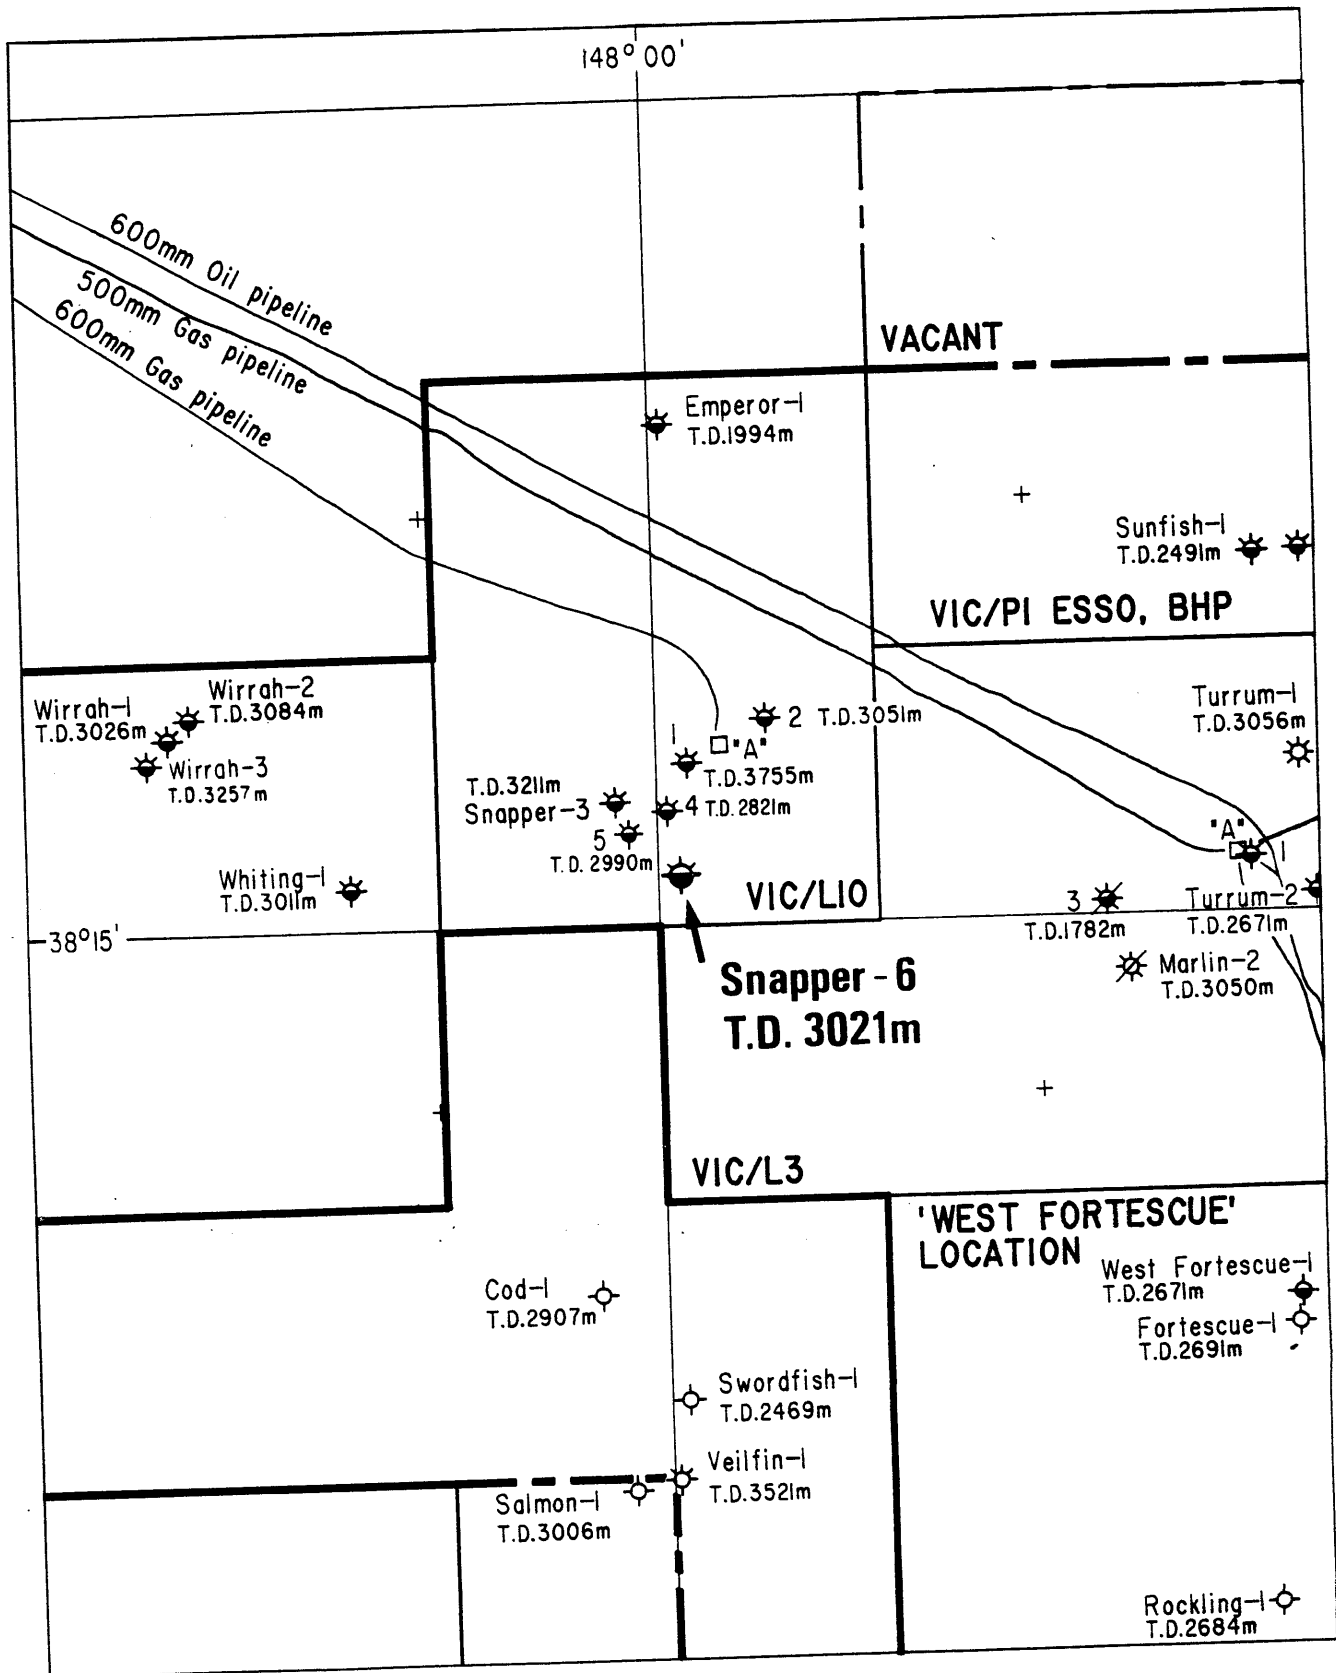 148° 00'
600mm Oil pipeline
500mm Gas pipeline
600mm Gas pipeline
VACANT
Emperor-1
T.D.1994m
Sunfish-1
T.D.2491m
VIC/P1 ESSO, BHP
Wirrah-1
T.D.3026m
Wirrah-2
T.D.3084m
Wirrah-3
T.D.3257m
Turrum-1
T.D.3056m
2 T.D.3051m
1
"A"
T.D.3755m
T.D.3211m
Snapper-3
4 T.D. 2821m
5
T.D. 2990m
"A"
1
Whiting-1
T.D.3011m
VIC/L10
3
T.D.1782m
Turrum-2
T.D.2671m
38°15'
Marlin-2
T.D.3050m
Snapper-6
T.D. 3021m
VIC/L3
'WEST FORTESCUE'
LOCATION
West Fortescue-1
T.D.2671m
Fortescue-1
T.D.2691m
Cod-1
T.D.2907m
Swordfish-1
T.D.2469m
Veilfin-1
T.D.3521m
Salmon-1
T.D.3006m
Rockling-1
T.D.2684m